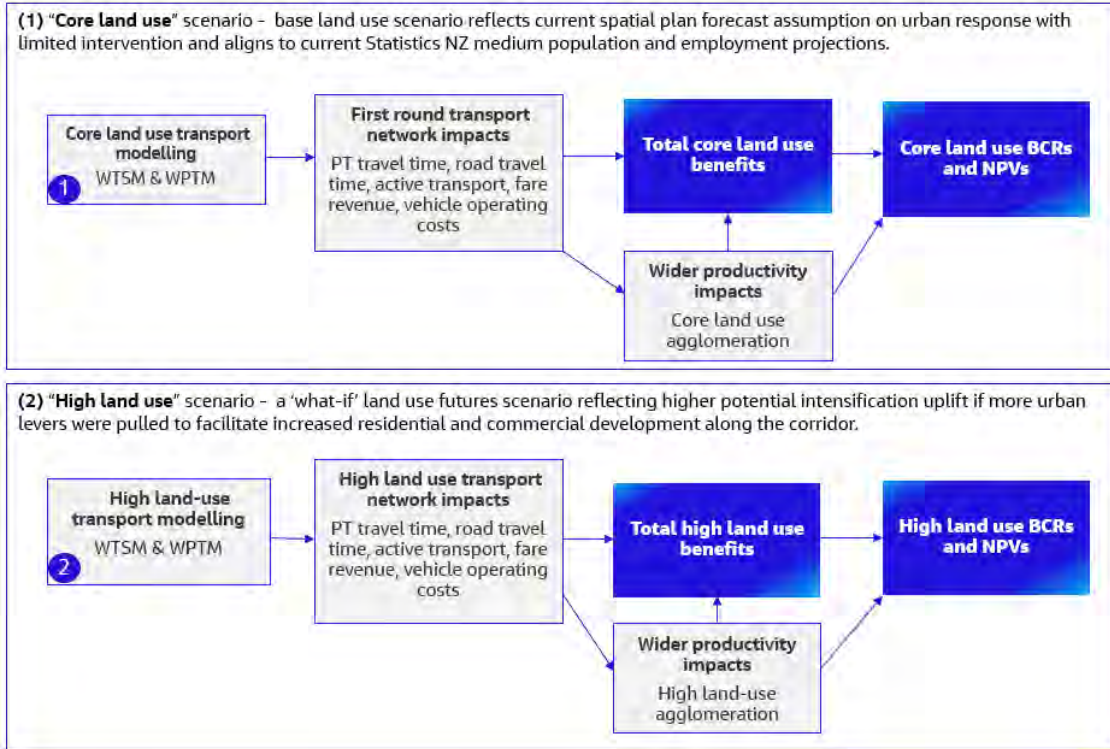 (1) “Core land use” scenario - base land use scenario reflects current spatial plan forecast assumption on urban response with
limited intervention and aligns to current Statistics NZ medium population and employment projections.
Core land use transport
modelling
WTSM & WPTM
1
First round transport
network impacts
PT travel time, road travel
time, active transport, fare
revenue, vehicle operating
costs
Total core land use
benefits
Core land use BCRs
and NPVs
Wider productivity
impacts
Core land use
agglomeration
(2) “High land use” scenario - a ‘what-if’ land use futures scenario reflecting higher potential intensification uplift if more urban
levers were pulled to facilitate increased residential and commercial development along the corridor.
High land-use
transport modelling
WTSM & WPTM
2
High land use transport
network impacts
PT travel time, road travel
time, active transport, fare
revenue, vehicle operating
costs
Total high land use
benefits
High land use BCRs
and NPVs
Wider productivity
impacts
High land-use
agglomeration